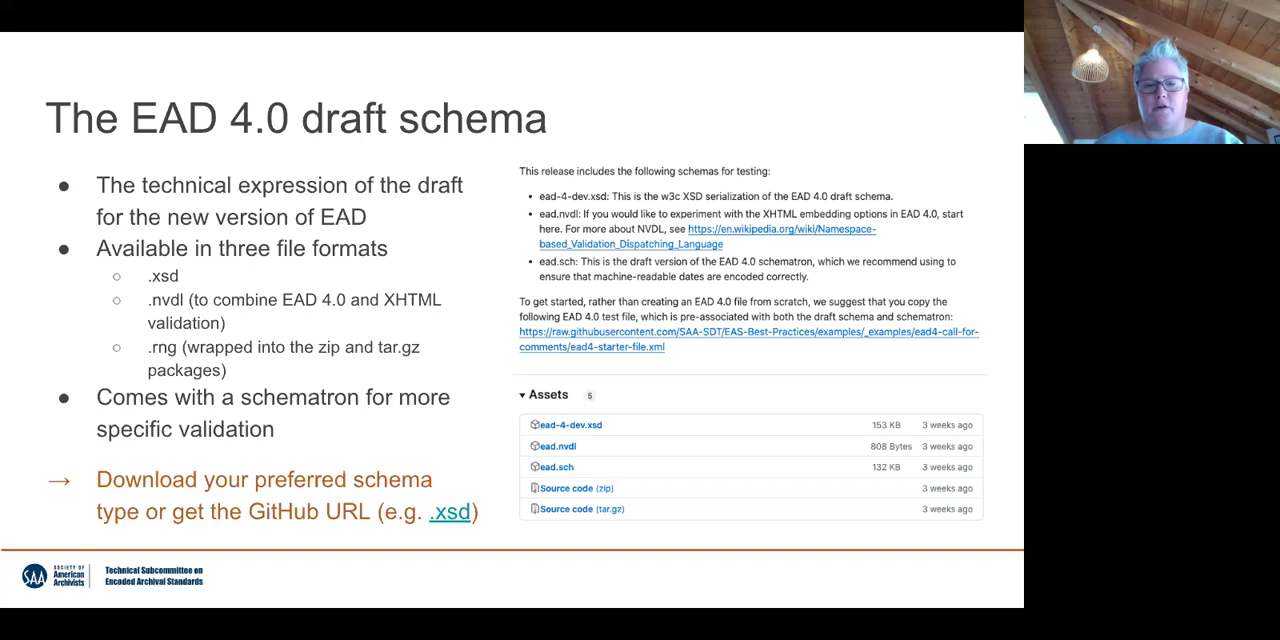 The EAD 4.0 draft schema
● The technical expression of the draft
for the new version of EAD
● Available in three file formats
○ .xsd
○ .nvdl (to combine EAD 4.0 and XHTML
validation)
○ .rng (wrapped into the zip and tar.gz
packages)
● Comes with a schematron for more
specific validation
→ Download your preferred schema
type or get the GitHub URL (e.g. .xsd)
This release includes the following schemas for testing:
• ead-4-dev.xsd: This is the w3c XSD serialization of the EAD 4.0 draft schema.
• ead.nvdl: If you would like to experiment with the XHTML embedding options in EAD 4.0, start
here. For more about NVDL, see https://en.wikipedia.org/wiki/Namespace-
based_Validation_Dispatching_Language
• ead.sch: This is the draft version of the EAD 4.0 schematron, which we recommend using to
ensure that machine-readable dates are encoded correctly.
To get started, rather than creating an EAD 4.0 file from scratch, we suggest that you copy the
following EAD 4.0 test file, which is pre-associated with both the draft schema and schematron:
https://raw.githubusercontent.com/SAA-SDT/EAS-Best-Practices/examples/_examples/ead4-call-for-
comments/ead4-starter-file.xml
▾ Assets 5
ead-4-dev.xsd 153 KB 3 weeks ago
ead.nvdl 808 Bytes 3 weeks ago
ead.sch 132 KB 3 weeks ago
Source code (zip) 3 weeks ago
Source code (tar.gz) 3 weeks ago
SAA
SOCIETY OF
American
Archivists
Technical Subcommittee on
Encoded Archival Standards